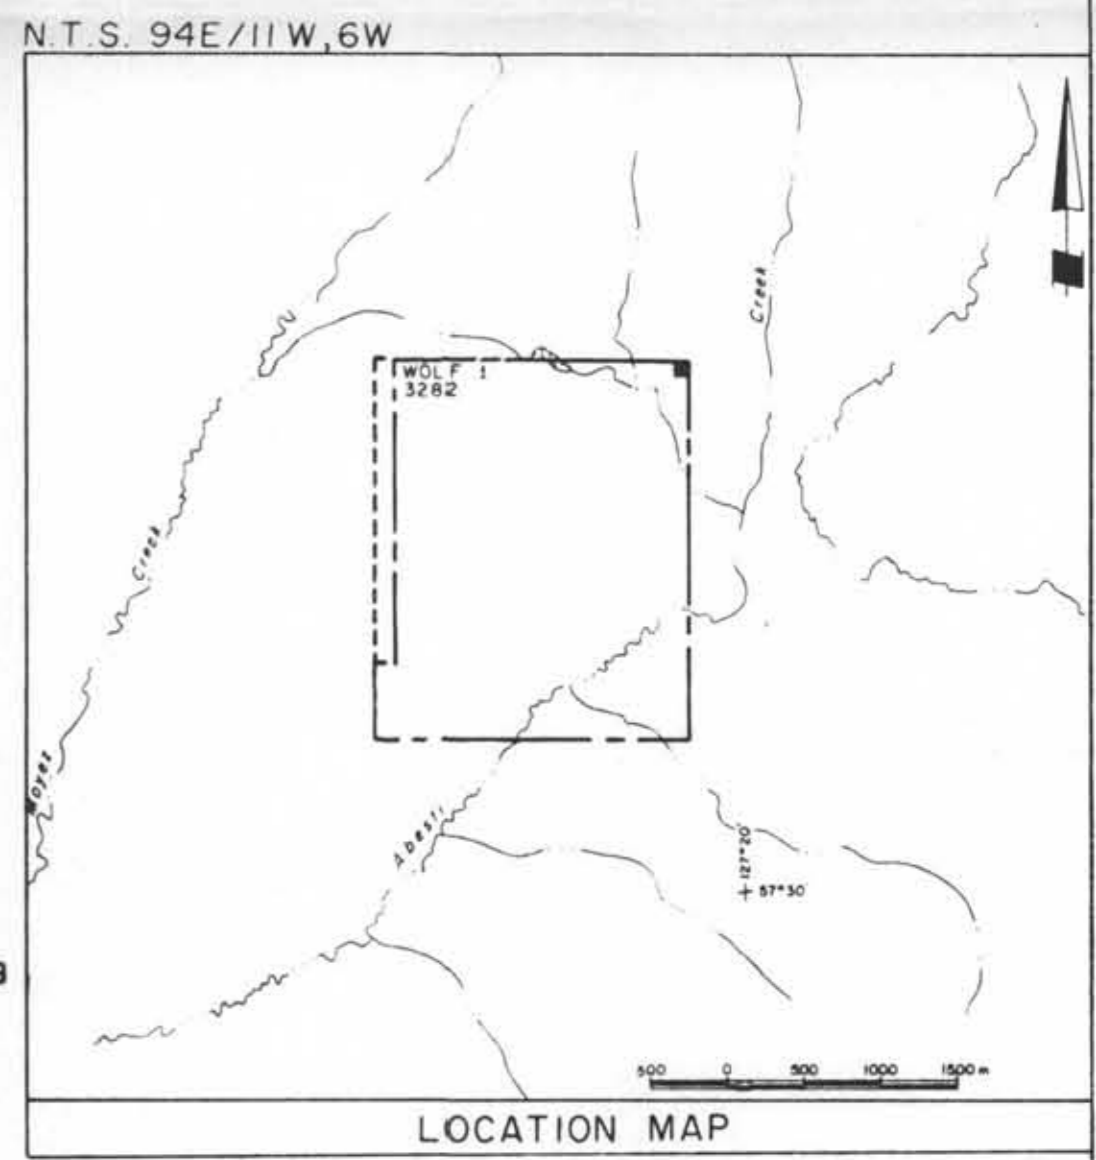 N.T.S. 94E/11W,6W
Creek
WOLF 1
3282
Creek
Moyez
Abesti
127°20'
57°30'
500 0 500 1000 1500 m
LOCATION MAP